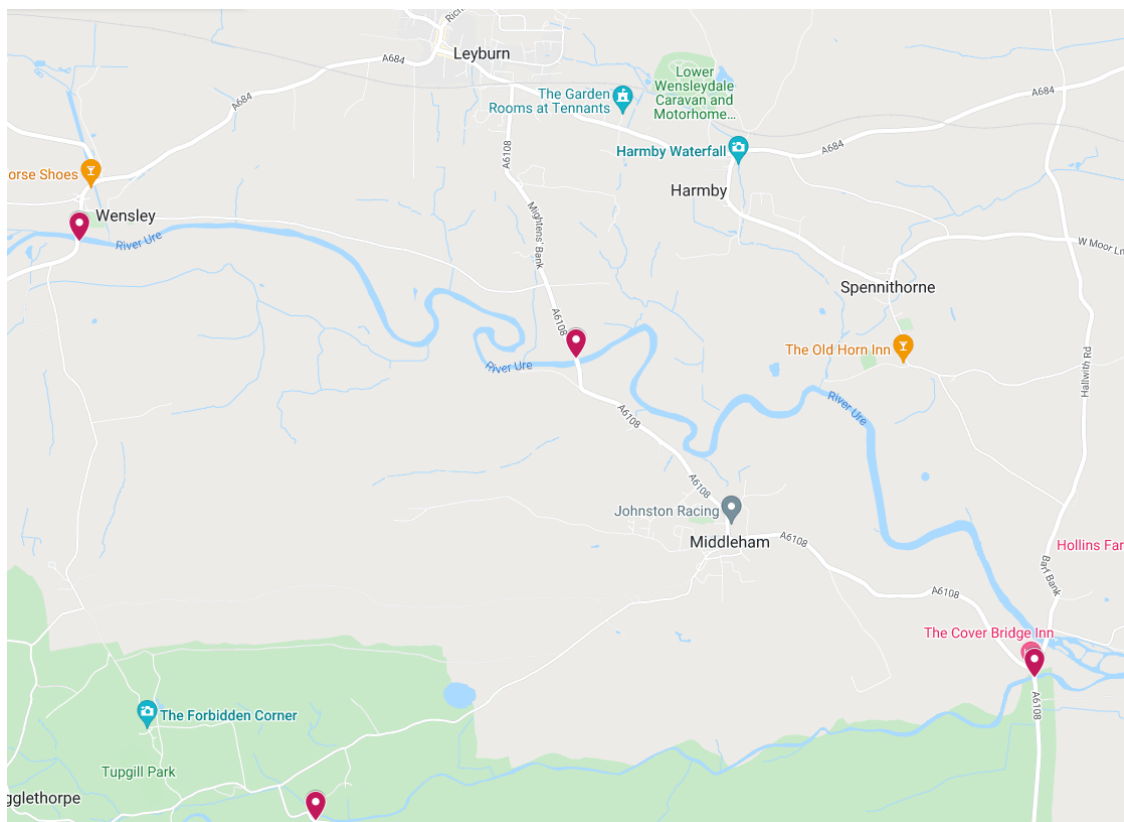 Leyburn
A684
The Garden
Rooms at Tennants
Lower
Wensleydale
Caravan and
Motorhome...
A684
A684
A6108
Harmby Waterfall
A684
orse Shoes
Harmby
Wensley
Mightens' Bank
River Ure
W Moor Ln
Spennithorne
A6108
The Old Horn Inn
River Ure
Hallwith Rd
River Ure
A6108
A6108
Johnston Racing
Middleham
A6108
Hollins Far
Barf Bank
A6108
The Cover Bridge Inn
A6108
The Forbidden Corner
Tupgill Park
gglethorpe